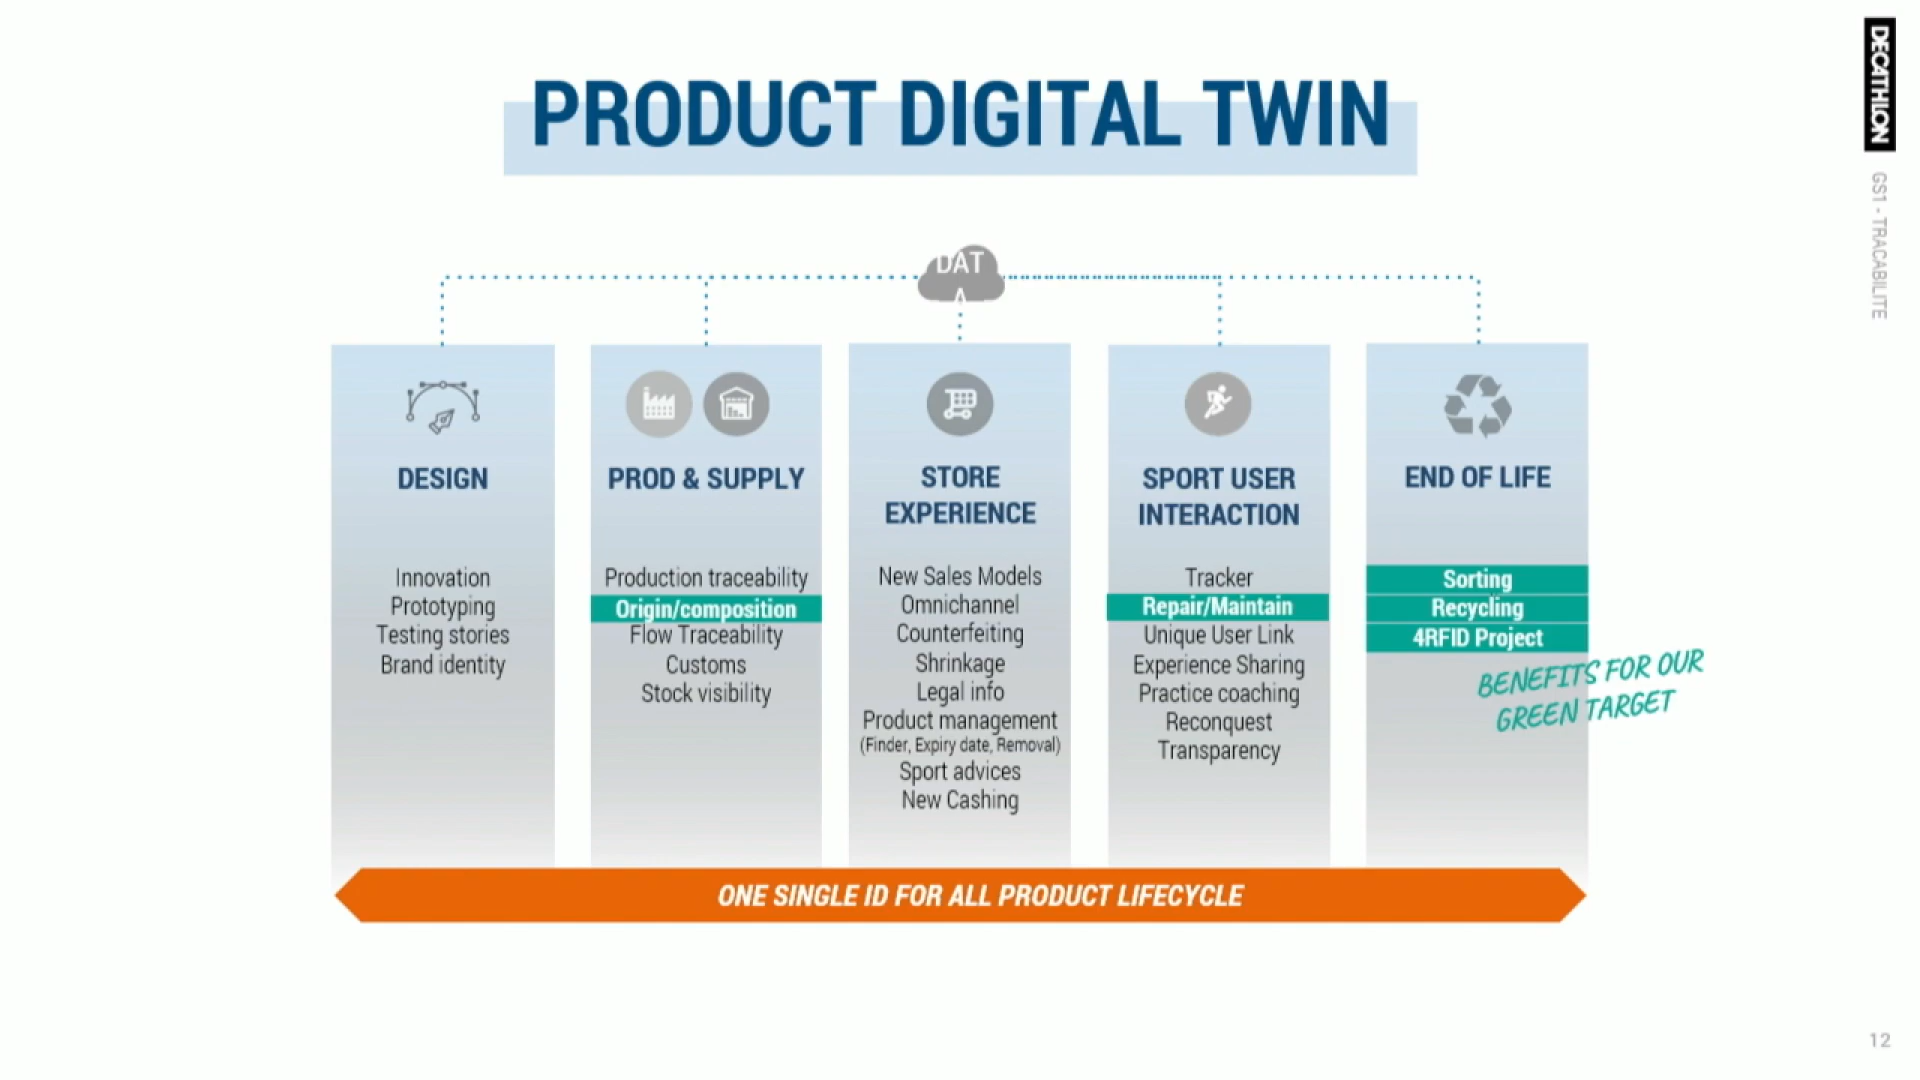 PRODUCT DIGITAL TWIN
DECATHLON
GS1 - TRACABILITE
DAT
A
DESIGN
Innovation
Prototyping
Testing stories
Brand identity
PROD & SUPPLY
Production traceability
Origin/composition
Flow Traceability
Customs
Stock visibility
STORE
EXPERIENCE
New Sales Models
Omnichannel
Counterfeiting
Shrinkage
Legal info
Product management
(Finder, Expiry date, Removal)
Sport advices
New Cashing
SPORT USER
INTERACTION
Tracker
Repair/Maintain
Unique User Link
Experience Sharing
Practice coaching
Reconquest
Transparency
END OF LIFE
Sorting
Recycling
4RFID Project
BENEFITS FOR OUR
GREEN TARGET
ONE SINGLE ID FOR ALL PRODUCT LIFECYCLE
12